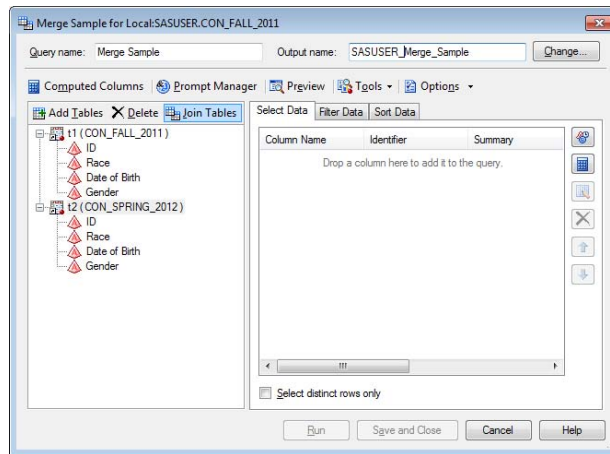 Merge Sample for Local:SASUSER.CON_FALL_2011
Query name: Merge Sample Output name: SASUSER_Merge_Sample Change...
Computed Columns Prompt Manager Preview Tools Options
Add Tables Delete Join Tables
Select Data Filter Data Sort Data
t1 (CON_FALL_2011)
ID
Race
Date of Birth
Gender
t2 (CON_SPRING_2012)
ID
Race
Date of Birth
Gender
Column Name Identifier Summary
Drop a column here to add it to the query.
Select distinct rows only
Run Save and Close Cancel Help